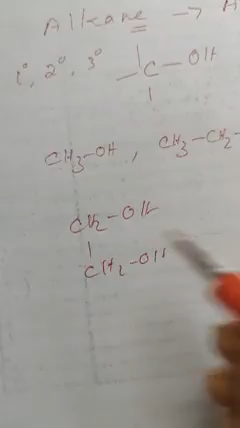 Alkane →
1°, 2°, 3° –C–OH
CH3–OH, CH3–CH2–
CH2–OH
|
CH2–OH